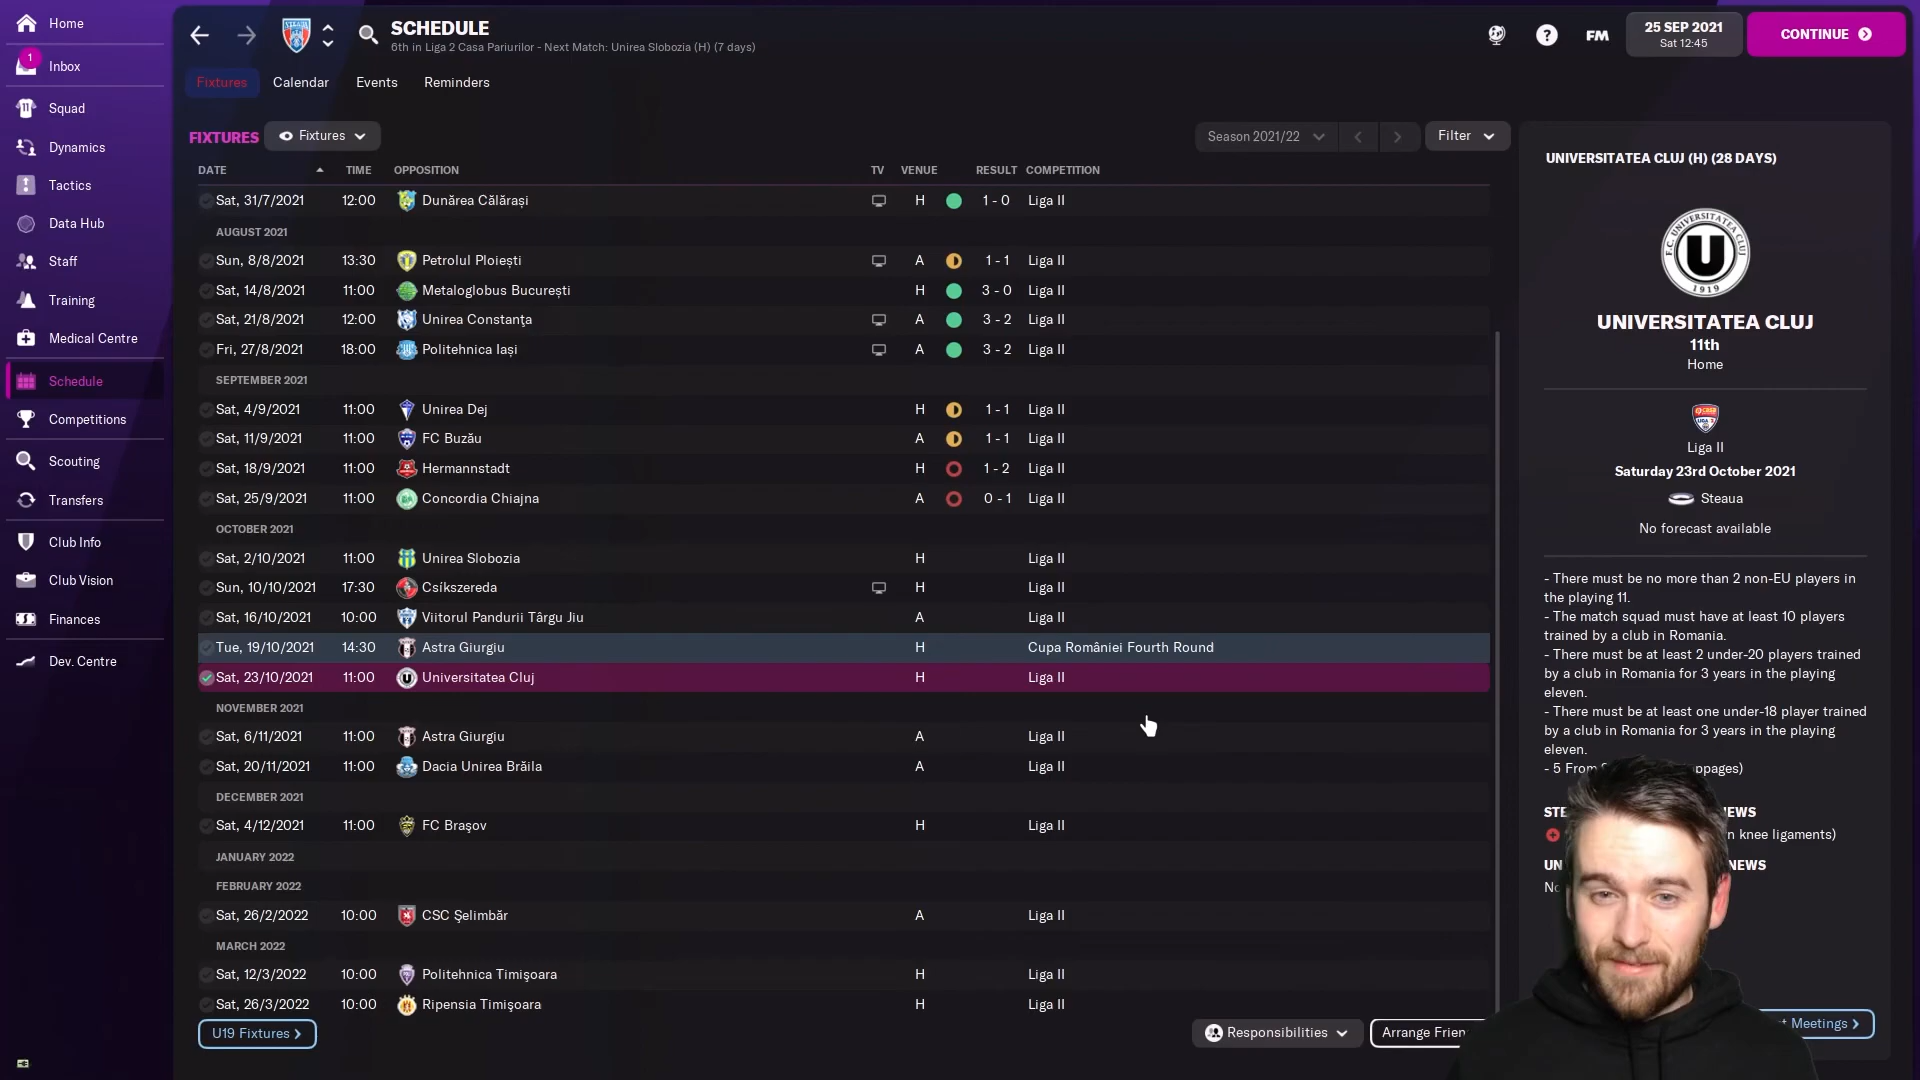 Home
SCHEDULE
6th in Liga 2 Casa Pariurilor - Next Match: Unirea Slobozia (H) (7 days)
FM
25 SEP 2021
Sat 12:45
CONTINUE
1
Inbox
Squad
Dynamics
Tactics
Data Hub
Staff
Training
Medical Centre
Schedule
Competitions
Scouting
Transfers
Club Info
Club Vision
Finances
Dev. Centre
Fixtures Calendar Events Reminders
FIXTURES Fixtures Season 2021/22 Filter
DATE TIME OPPOSITION TV VENUE RESULT COMPETITION
Sat, 31/7/2021 12:00 Dunărea Călărași H 1 - 0 Liga II
AUGUST 2021
Sun, 8/8/2021 13:30 Petrolul Ploiești A 1 - 1 Liga II
Sat, 14/8/2021 11:00 Metaloglobus București H 3 - 0 Liga II
Sat, 21/8/2021 12:00 Unirea Constanţa A 3 - 2 Liga II
Fri, 27/8/2021 18:00 Politehnica Iași A 3 - 2 Liga II
SEPTEMBER 2021
Sat, 4/9/2021 11:00 Unirea Dej H 1 - 1 Liga II
Sat, 11/9/2021 11:00 FC Buzău A 1 - 1 Liga II
Sat, 18/9/2021 11:00 Hermannstadt H 1 - 2 Liga II
Sat, 25/9/2021 11:00 Concordia Chiajna A 0 - 1 Liga II
OCTOBER 2021
Sat, 2/10/2021 11:00 Unirea Slobozia H Liga II
Sun, 10/10/2021 17:30 Csíkszereda H Liga II
Sat, 16/10/2021 10:00 Viitorul Pandurii Târgu Jiu A Liga II
Tue, 19/10/2021 14:30 Astra Giurgiu H Cupa României Fourth Round
Sat, 23/10/2021 11:00 Universitatea Cluj H Liga II
NOVEMBER 2021
Sat, 6/11/2021 11:00 Astra Giurgiu A Liga II
Sat, 20/11/2021 11:00 Dacia Unirea Brăila A Liga II
DECEMBER 2021
Sat, 4/12/2021 11:00 FC Braşov H Liga II
JANUARY 2022
FEBRUARY 2022
Sat, 26/2/2022 10:00 CSC Şelimbăr A Liga II
MARCH 2022
Sat, 12/3/2022 10:00 Politehnica Timişoara H Liga II
Sat, 26/3/2022 10:00 Ripensia Timişoara H Liga II
U19 Fixtures
Responsibilities
Arrange
UNIVERSITATEA CLUJ (H) (28 DAYS)
F.C. UNIVERSITATEA CLUJ
U
1919
UNIVERSITATEA CLUJ
11th
Home
Liga II
Saturday 23rd October 2021
Steaua
No forecast available
- There must be no more than 2 non-EU players in
the playing 11.
- The match squad must have at least 10 players
trained by a club in Romania.
- There must be at least 2 under-20 players trained
by a club in Romania for 3 years in the playing
eleven.
- There must be at least one under-18 player trained
by a club in Romania for 3 years in the playing
eleven.
- 5 From
knee ligaments)
NEWS
Meetings